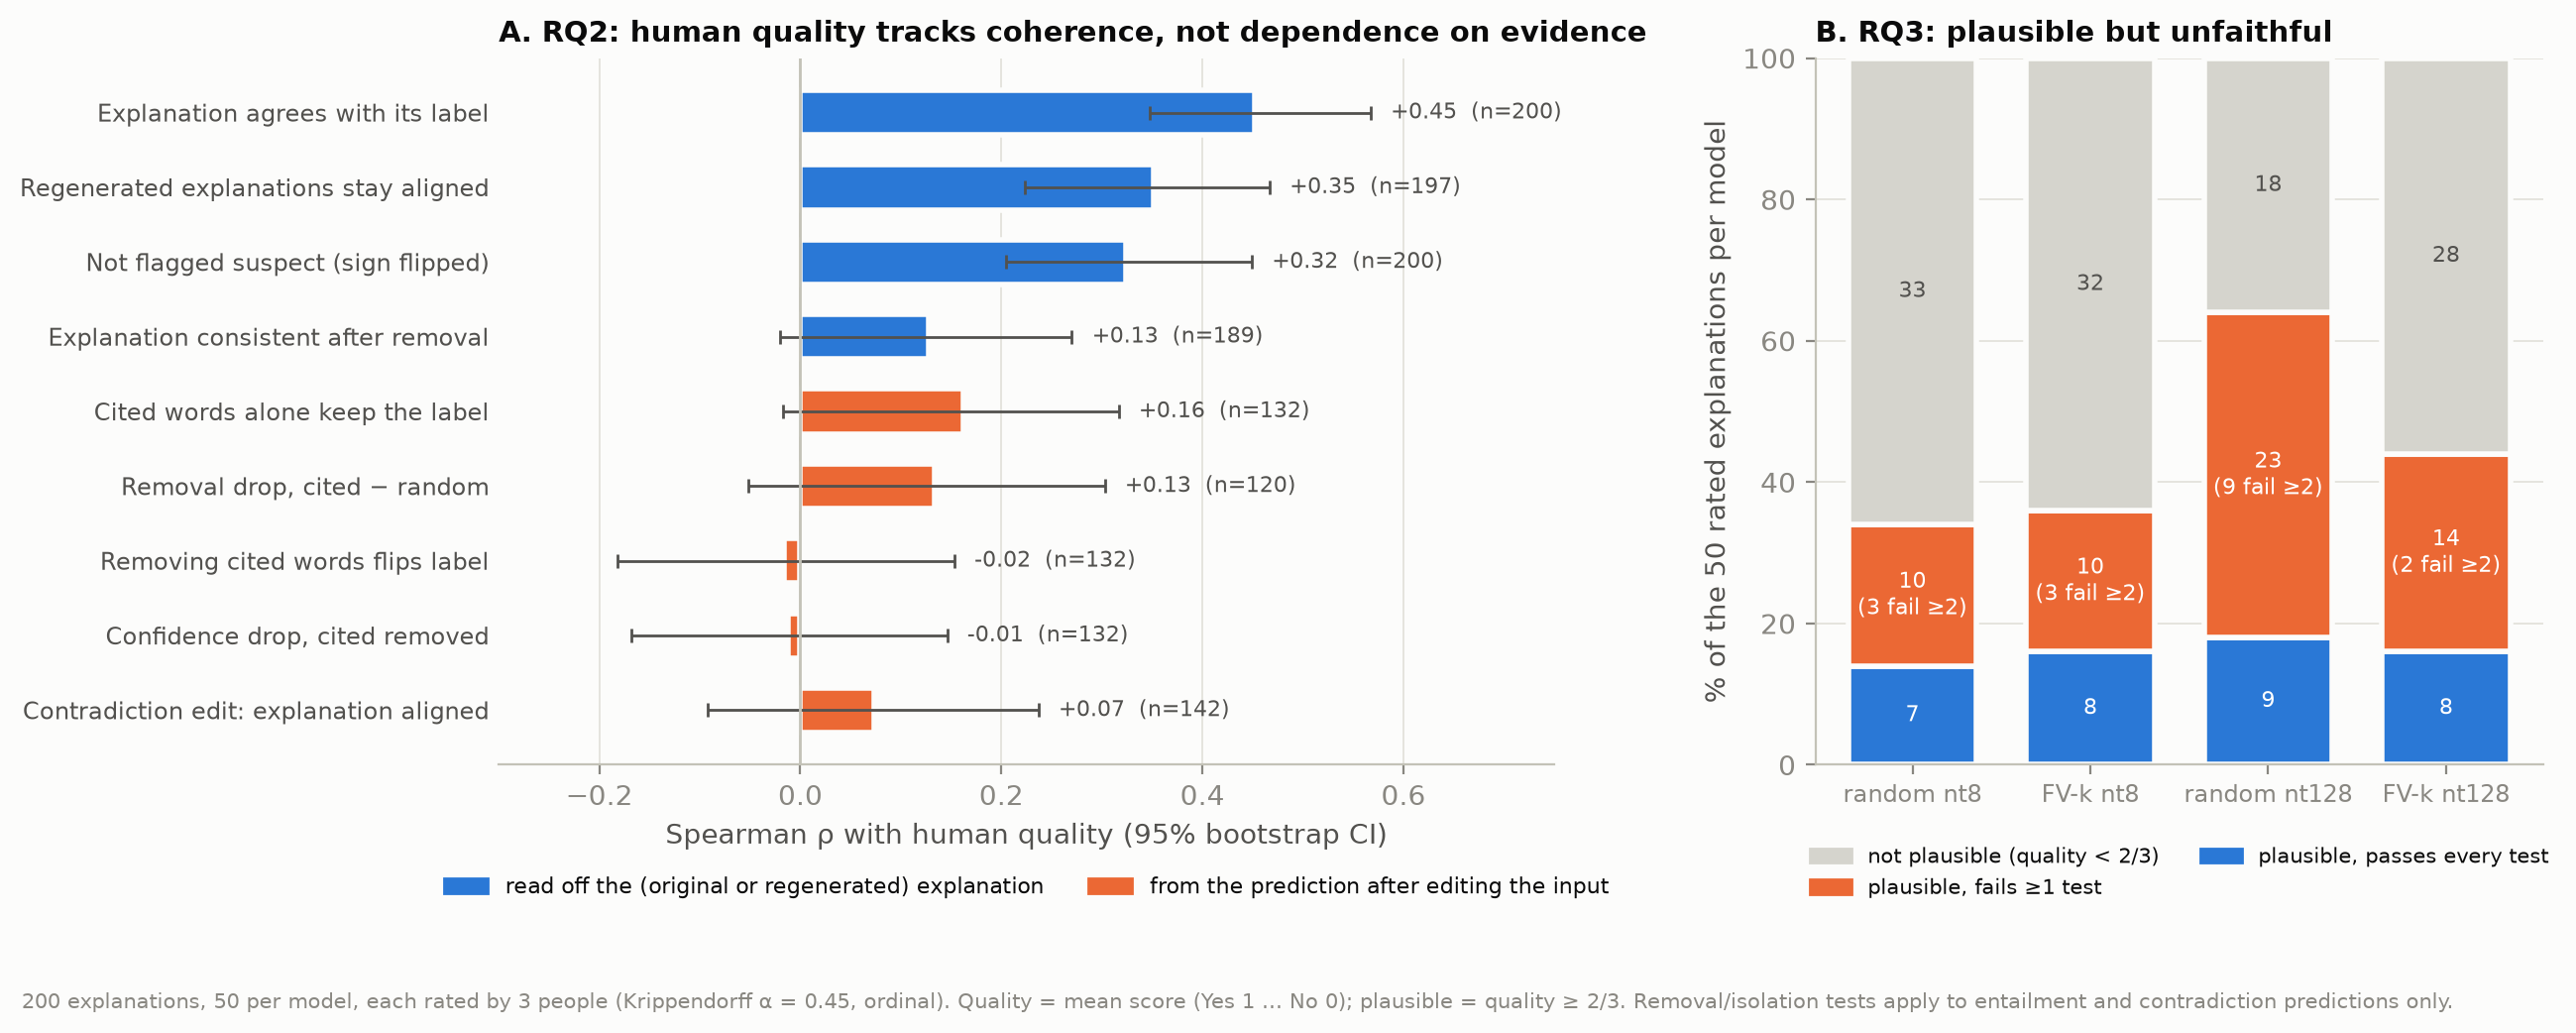 A. RQ2: human quality tracks coherence, not dependence on evidence
Explanation agrees with its label
+0.45 (n=200)
Regenerated explanations stay aligned
+0.35 (n=197)
Not flagged suspect (sign flipped)
+0.32 (n=200)
Explanation consistent after removal
+0.13 (n=189)
Cited words alone keep the label
+0.16 (n=132)
Removal drop, cited − random
+0.13 (n=120)
Removing cited words flips label
-0.02 (n=132)
Confidence drop, cited removed
-0.01 (n=132)
Contradiction edit: explanation aligned
+0.07 (n=142)
−0.2 0.0 0.2 0.4 0.6
Spearman ρ with human quality (95% bootstrap CI)
read off the (original or regenerated) explanation
from the prediction after editing the input
B. RQ3: plausible but unfaithful
% of the 50 rated explanations per model
100
80
60
40
20
0
33
10
(3 fail ≥2)
7
32
10
(3 fail ≥2)
8
18
23
(9 fail ≥2)
9
28
14
(2 fail ≥2)
8
random nt8 FV-k nt8 random nt128 FV-k nt128
not plausible (quality < 2/3)
plausible, passes every test
plausible, fails ≥1 test
200 explanations, 50 per model, each rated by 3 people (Krippendorff α = 0.45, ordinal). Quality = mean score (Yes 1 ... No 0); plausible = quality ≥ 2/3. Removal/isolation tests apply to entailment and contradiction predictions only.